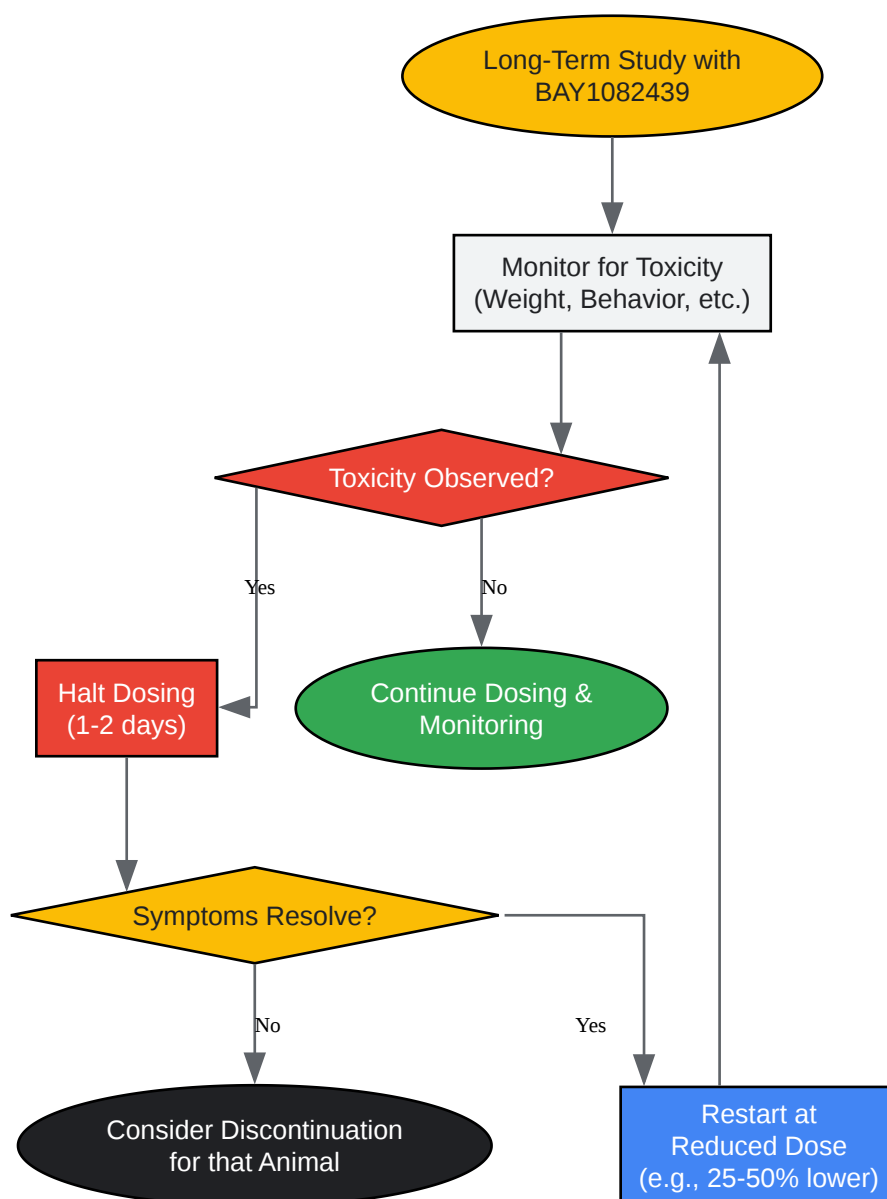 Long-Term Study with
BAY1082439
Monitor for Toxicity
(Weight, Behavior, etc.)
Toxicity Observed?
Yes
No
Halt Dosing
(1-2 days)
Continue Dosing &
Monitoring
Symptoms Resolve?
No
Yes
Consider Discontinuation
for that Animal
Restart at
Reduced Dose
(e.g., 25-50% lower)